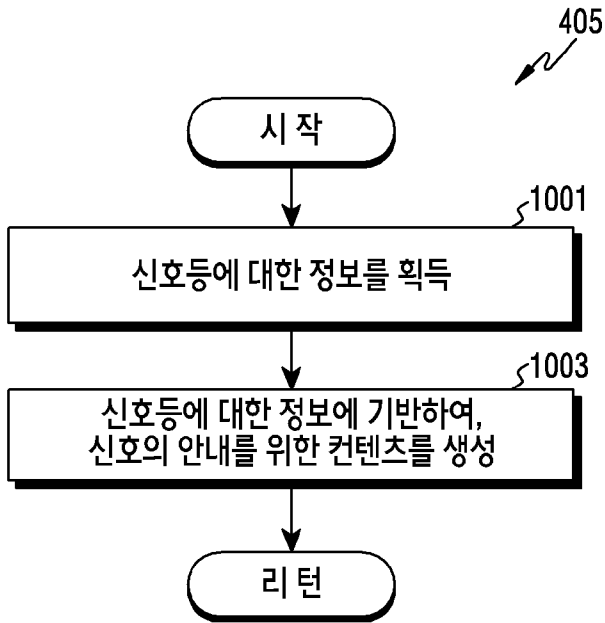 405
시 작
1001
신호등에 대한 정보를 획득
1003
신호등에 대한 정보에 기반하여,
신호의 안내를 위한 컨텐츠를 생성
리 턴